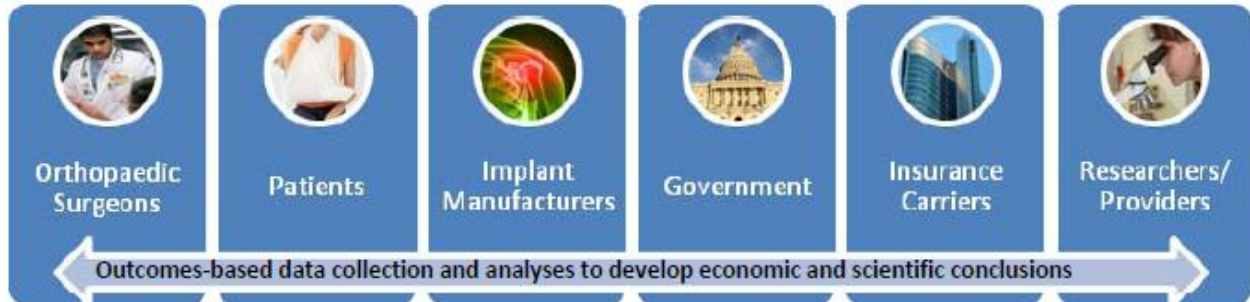 Orthopaedic
Surgeons
Patients
Implant
Manufacturers
Government
Insurance
Carriers
Researchers/
Providers
Outcomes-based data collection and analyses to develop economic and scientific conclusions